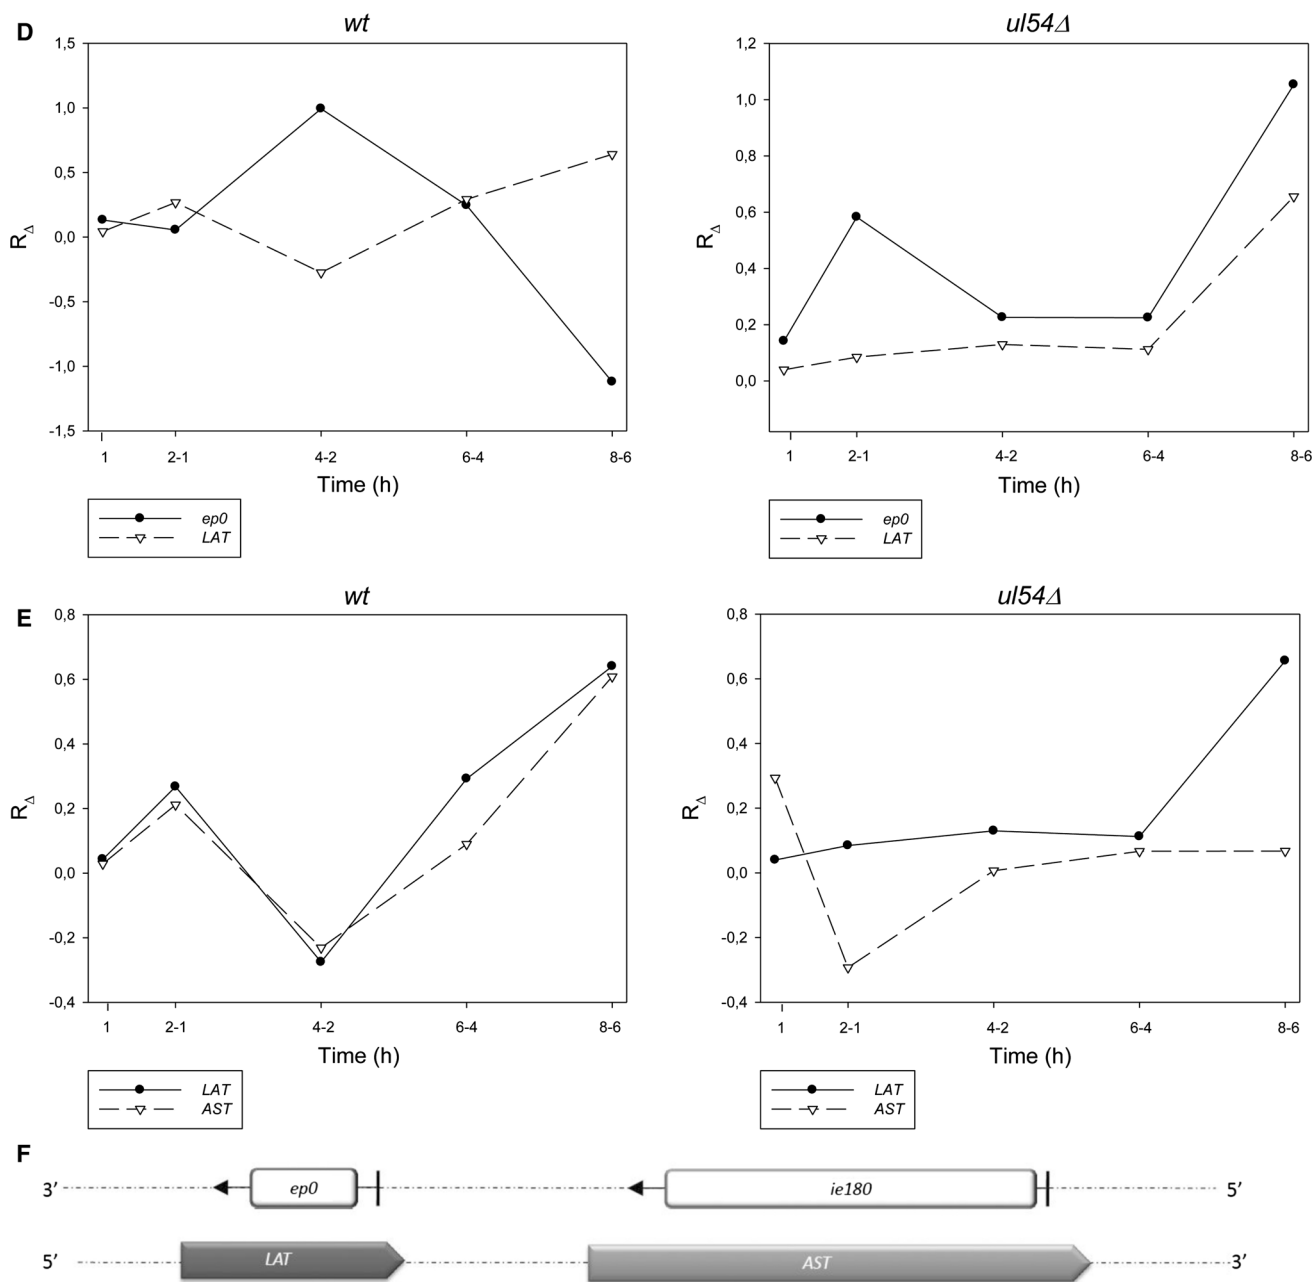 D
wt
ul54Δ
1,5
1,0
0,5
0,0
-0,5
-1,0
-1,5
RΔ
1 2-1 4-2 6-4 8-6
Time (h)
ep0
LAT
1,2
1,0
0,8
0,6
0,4
0,2
0,0
RΔ
1 2-1 4-2 6-4 8-6
Time (h)
ep0
LAT
E
wt
ul54Δ
0,8
0,6
0,4
0,2
0,0
-0,2
-0,4
RΔ
1 2-1 4-2 6-4 8-6
Time (h)
LAT
AST
0,8
0,6
0,4
0,2
0,0
-0,2
-0,4
RΔ
1 2-1 4-2 6-4 8-6
Time (h)
LAT
AST
F
3’ ep0 ie180 5’
5’ LAT AST 3’